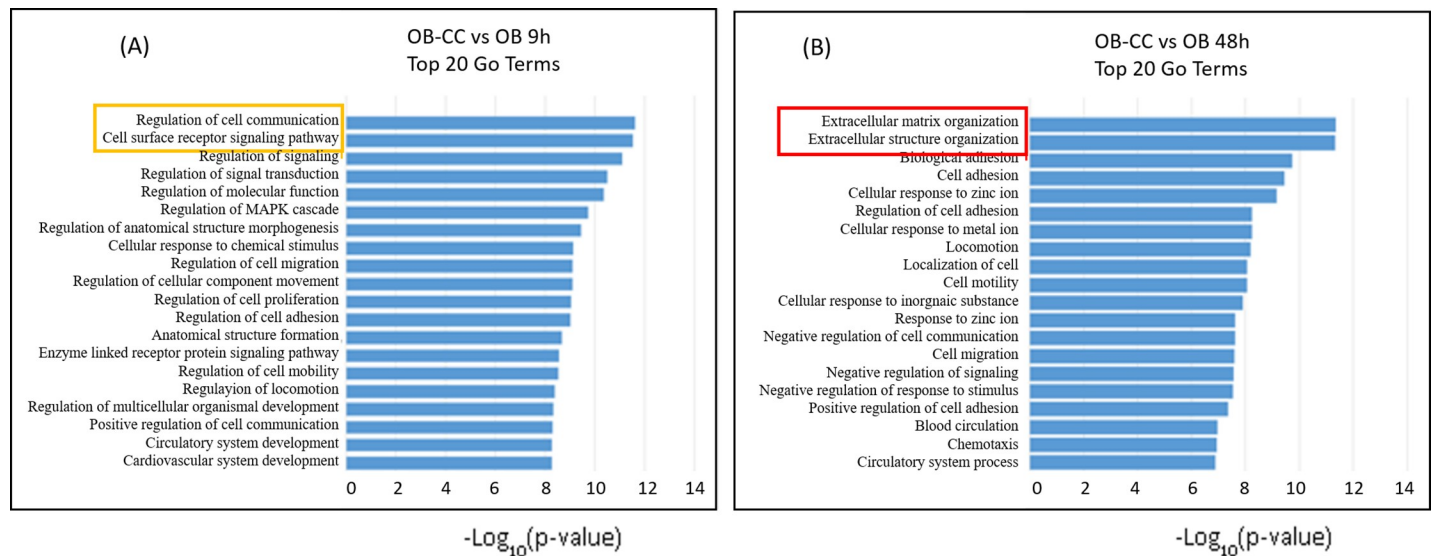 (A)
OB-CC vs OB 9h
Top 20 Go Terms
Regulation of cell communication
Cell surface receptor signaling pathway
Regulation of signaling
Regulation of signal transduction
Regulation of molecular function
Regulation of MAPK cascade
Regulation of anatomical structure morphogenesis
Cellular response to chemical stimulus
Regulation of cell migration
Regulation of cellular component movement
Regulation of cell proliferation
Regulation of cell adhesion
Anatomical structure formation
Enzyme linked receptor protein signaling pathway
Regulation of cell mobility
Regulayion of locomotion
Regulation of multicellular organismal development
Positive regulation of cell communication
Circulatory system development
Cardiovascular system development
0 2 4 6 8 10 12 14
-Log10(p-value)
(B)
OB-CC vs OB 48h
Top 20 Go Terms
Extracellular matrix organization
Extracellular structure organization
Biological adhesion
Cell adhesion
Cellular response to zinc ion
Regulation of cell adhesion
Cellular response to metal ion
Locomotion
Localization of cell
Cell motility
Cellular response to inorgnaic substance
Response to zinc ion
Negative regulation of cell communication
Cell migration
Negative regulation of signaling
Negative regulation of response to stimulus
Positive regulation of cell adhesion
Blood circulation
Chemotaxis
Circulatory system process
0 2 4 6 8 10 12 14
-Log10(p-value)